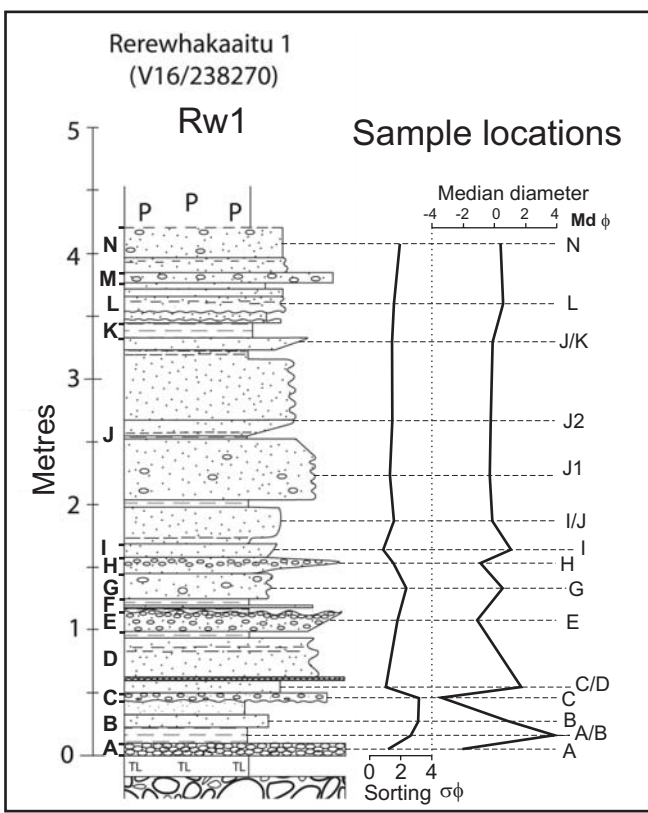 Rerewhakaaitu 1
(V16/238270)
Rw1
Sample locations
Median diameter
-4 -2 0 2 4
Md ϕ
Metres
5
4
3
2
1
0
P P P
N
M
L
K
J
I
H
G
F
E
D
C
B
A
TL TL TL
N
L
J/K
J2
J1
I/J
I
H
G
E
C/D
C
B
A/B
A
0 2 4
Sorting σϕ